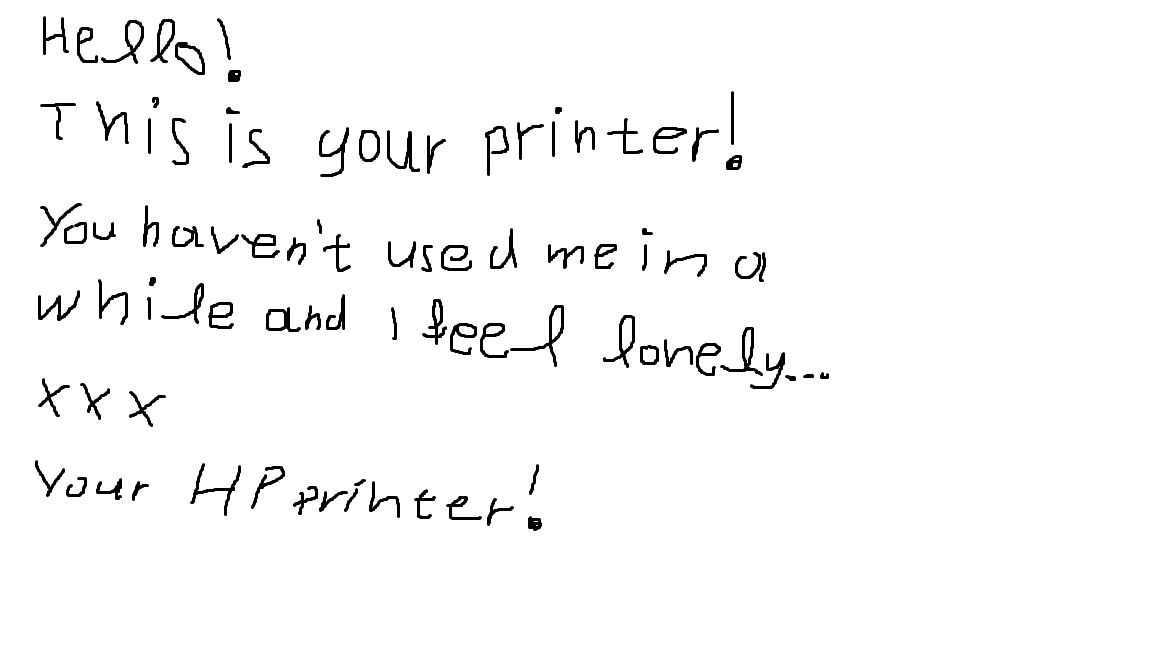 Hello!
This is your printer!
You haven't used me in a
while and I feel lonely...
xxx
Your HP printer!